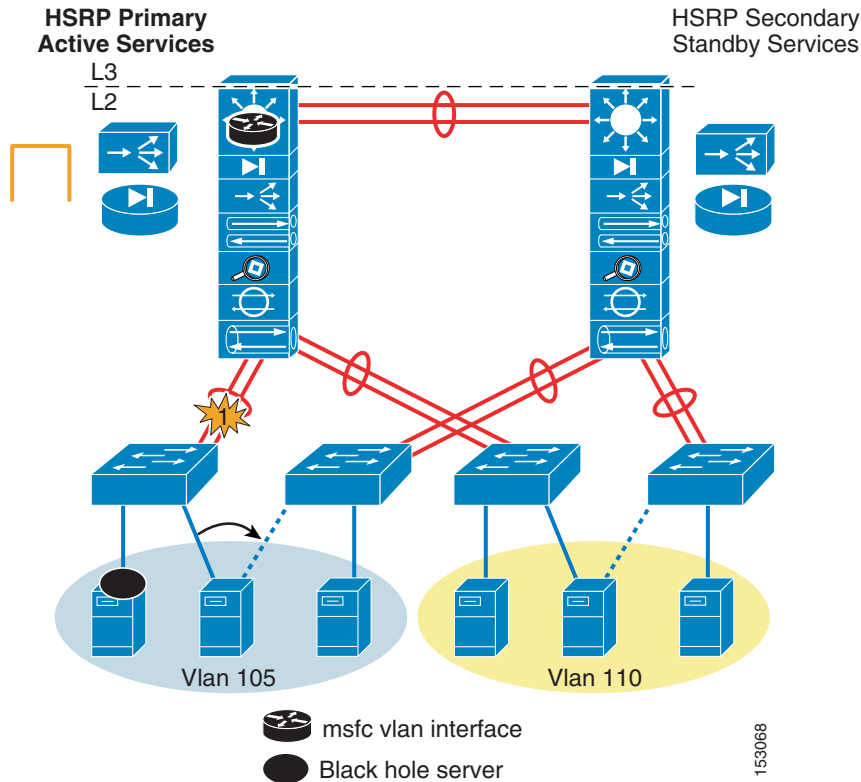 HSRP Primary
Active Services
HSRP Secondary
Standby Services
L3
L2
1
Vlan 105
Vlan 110
msfc vlan interface
Black hole server
153068